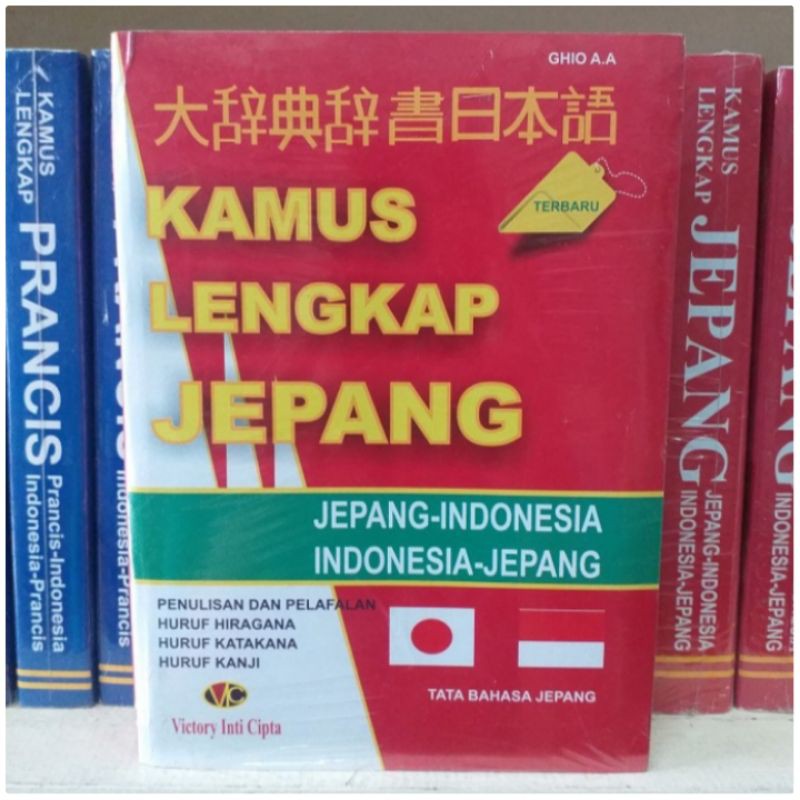 GHIO A.A
大辞典辞書日本語
TERBARU
KAMUS
LENGKAP
JEPANG
JEPANG-INDONESIA
INDONESIA-JEPANG
PENULISAN DAN PELAFALAN
HURUF HIRAGANA
HURUF KATAKANA
HURUF KANJI
TATA BAHASA JEPANG
VIC
Victory Inti Cipta
KAMUS
LENGKAP
PRANCIS
Prancis-Indonesia
Indonesia-Prancis
Indonesia-Prancis
KAMUS
LENGKAP
JEPANG
JEPANG-INDONESIA
INDONESIA-JEPANG